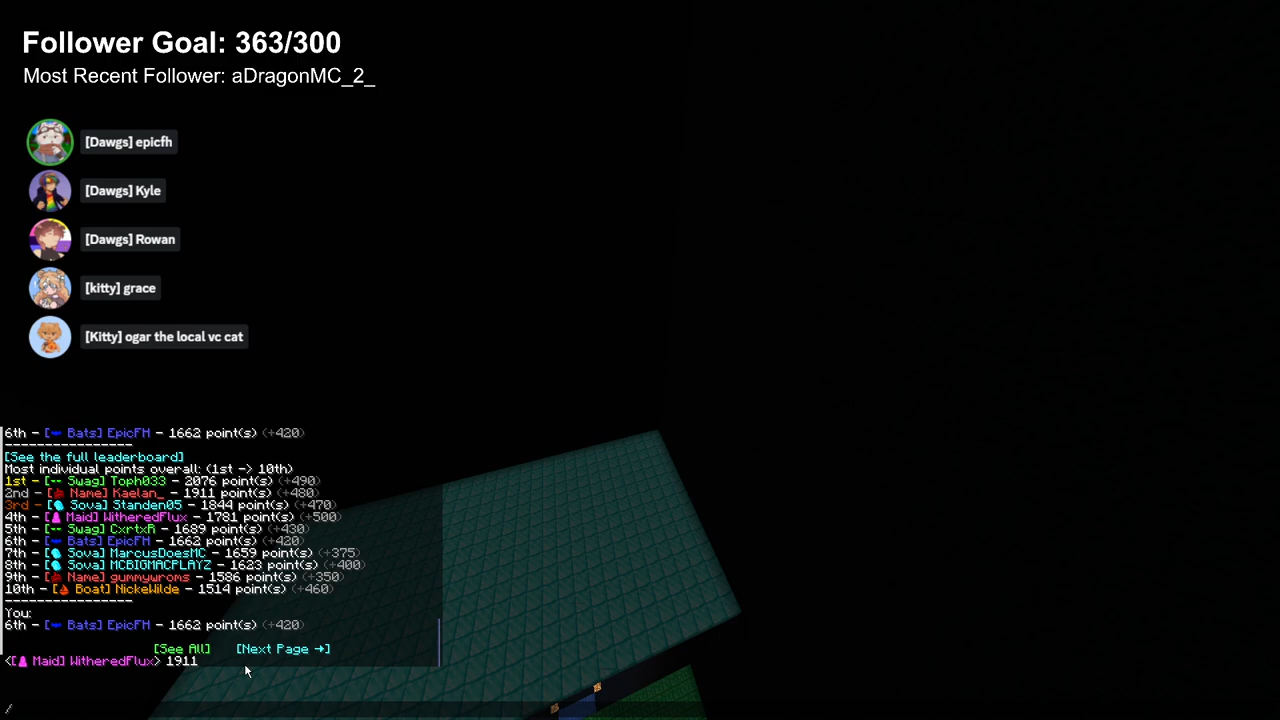 Follower Goal: 363/300
Most Recent Follower: aDragonMC_2_
[Dawgs] epicfh
[Dawgs] Kyle
[Dawgs] Rowan
[kitty] grace
[Kitty] ogar the local vc cat
6th - [Bats] EpicFH - 1662 point(s) (+420)
----------------
[See the full leaderboard]
Most individual points overall: (1st -> 10th)
1st - [Swag] Toph033 - 2076 point(s) (+490)
2nd - [Name] Kaelan_ - 1911 point(s) (+480)
3rd - [Sova] Standen05 - 1844 point(s) (+470)
4th - [Maid] WitheredFlux - 1781 point(s) (+500)
5th - [Swag] CxrtxR - 1689 point(s) (+430)
6th - [Bats] EpicFH - 1662 point(s) (+420)
7th - [Sova] MarcusDoesMC - 1659 point(s) (+375)
8th - [Sova] MCBIGMACPLAYZ - 1623 point(s) (+400)
9th - [Name] gummywroms - 1586 point(s) (+350)
10th - [Boat] NickeWilde - 1514 point(s) (+460)
----------------
You:
6th - [Bats] EpicFH - 1662 point(s) (+420)
[See All] [Next Page →]
<[Maid] WitheredFlux> 1911
/